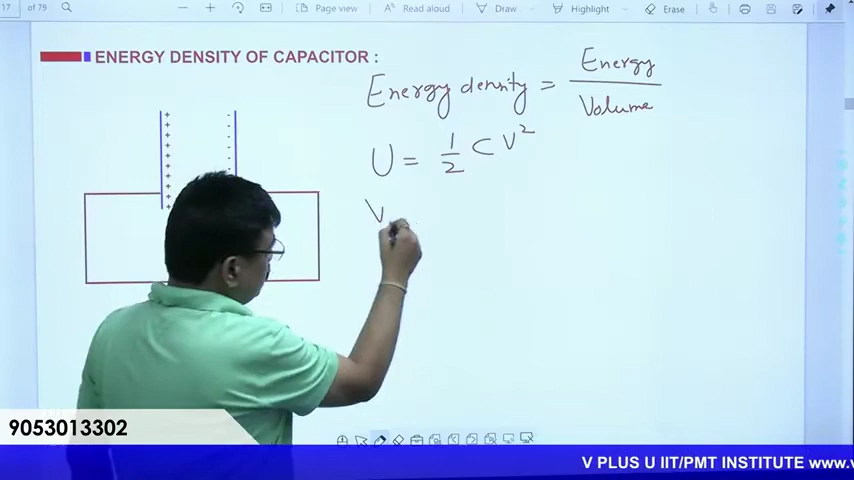 17 of 79 Page view Read aloud Draw Highlight Erase
ENERGY DENSITY OF CAPACITOR :
Energy density = Energy / Volume
U = 1/2 C V²
V
9053013302
V PLUS U IIT/PMT INSTITUTE www.v